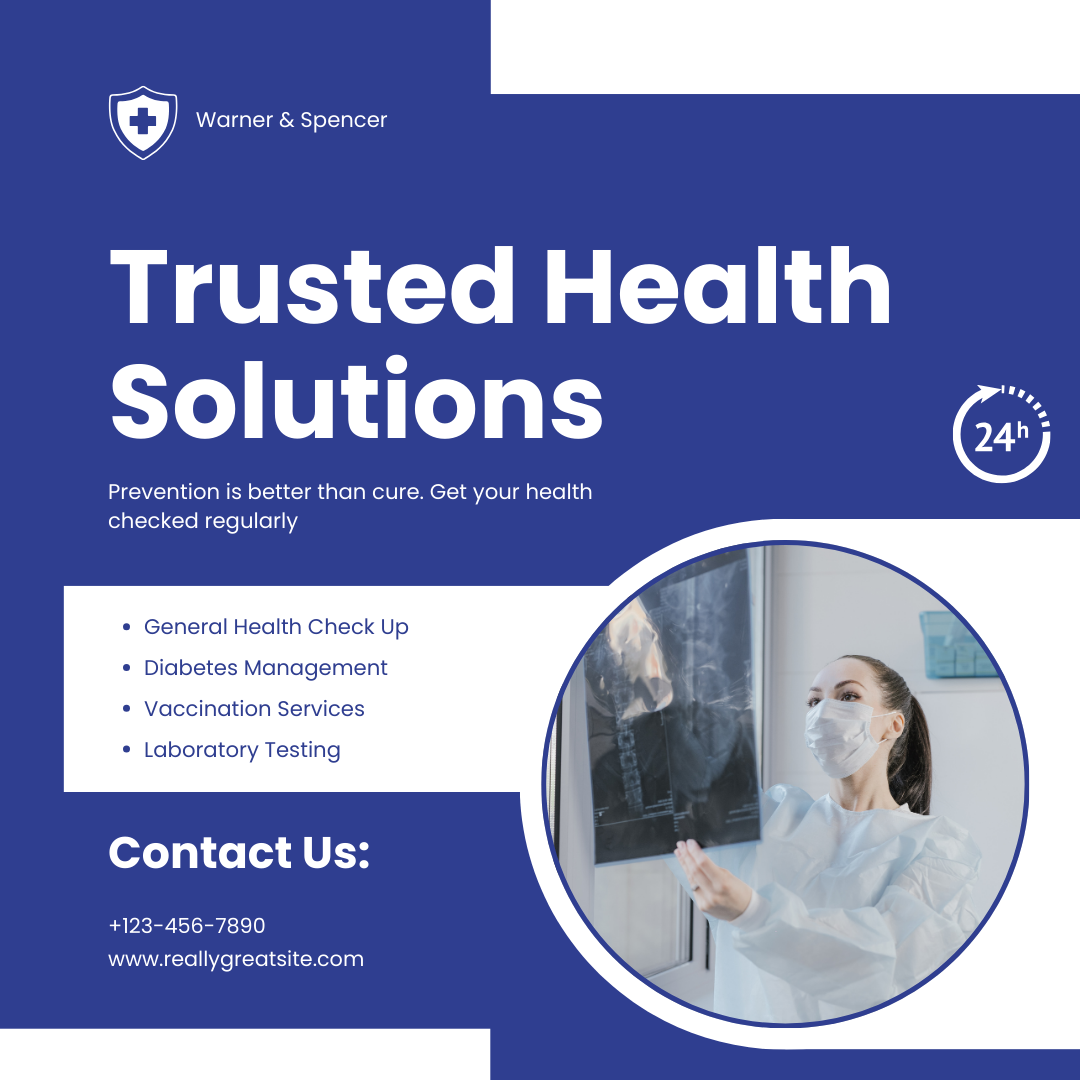 Warner & Spencer
Trusted Health
Solutions
24h
Prevention is better than cure. Get your health
checked regularly
• General Health Check Up
• Diabetes Management
• Vaccination Services
• Laboratory Testing
Contact Us:
+123-456-7890
www.reallygreatsite.com